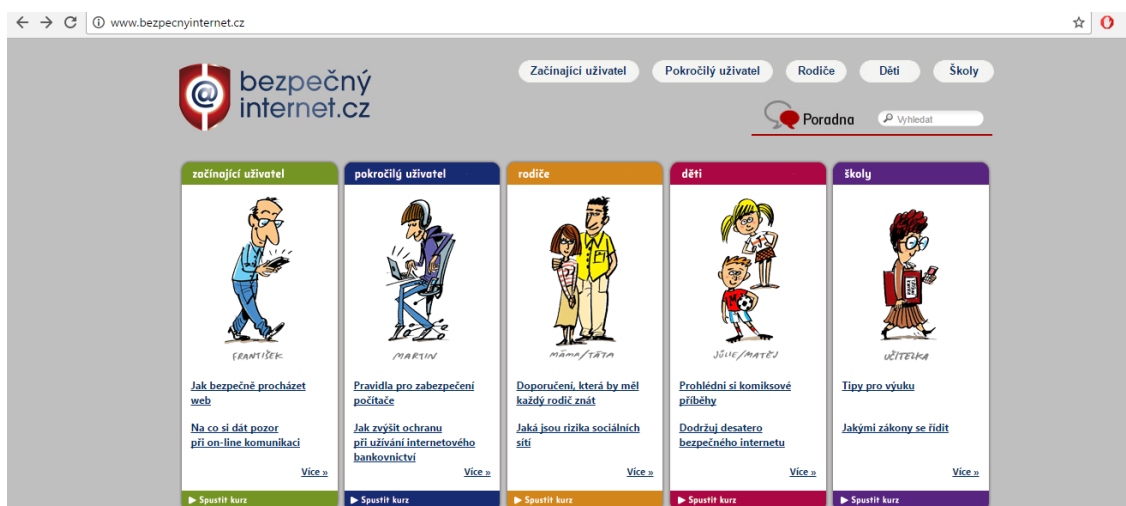 www.bezpecnyinternet.cz
bezpečný
internet.cz
Začínající uživatel
Pokročilý uživatel
Rodiče
Děti
Školy
Poradna
Vyhledat
začínající uživatel
FRANTIŠEK
Jak bezpečně procházet
web
Na co si dát pozor
při on-line komunikaci
Více »
Spustit kurz
pokročilý uživatel
MARTIN
Pravidla pro zabezpečení
počítače
Jak zvýšit ochranu
při užívání internetového
bankovnictví
Více »
Spustit kurz
rodiče
MÁMA/TÁTA
Doporučení, která by měl
každý rodič znát
Jaká jsou rizika sociálních
sítí
Více »
Spustit kurz
děti
JŮLIE/MATĚJ
Prohlédni si komiksové
příběhy
Dodržuj desatero
bezpečného internetu
Více »
Spustit kurz
školy
UČITELKA
Tipy pro výuku
Jakými zákony se řídit
Více »
Spustit kurz